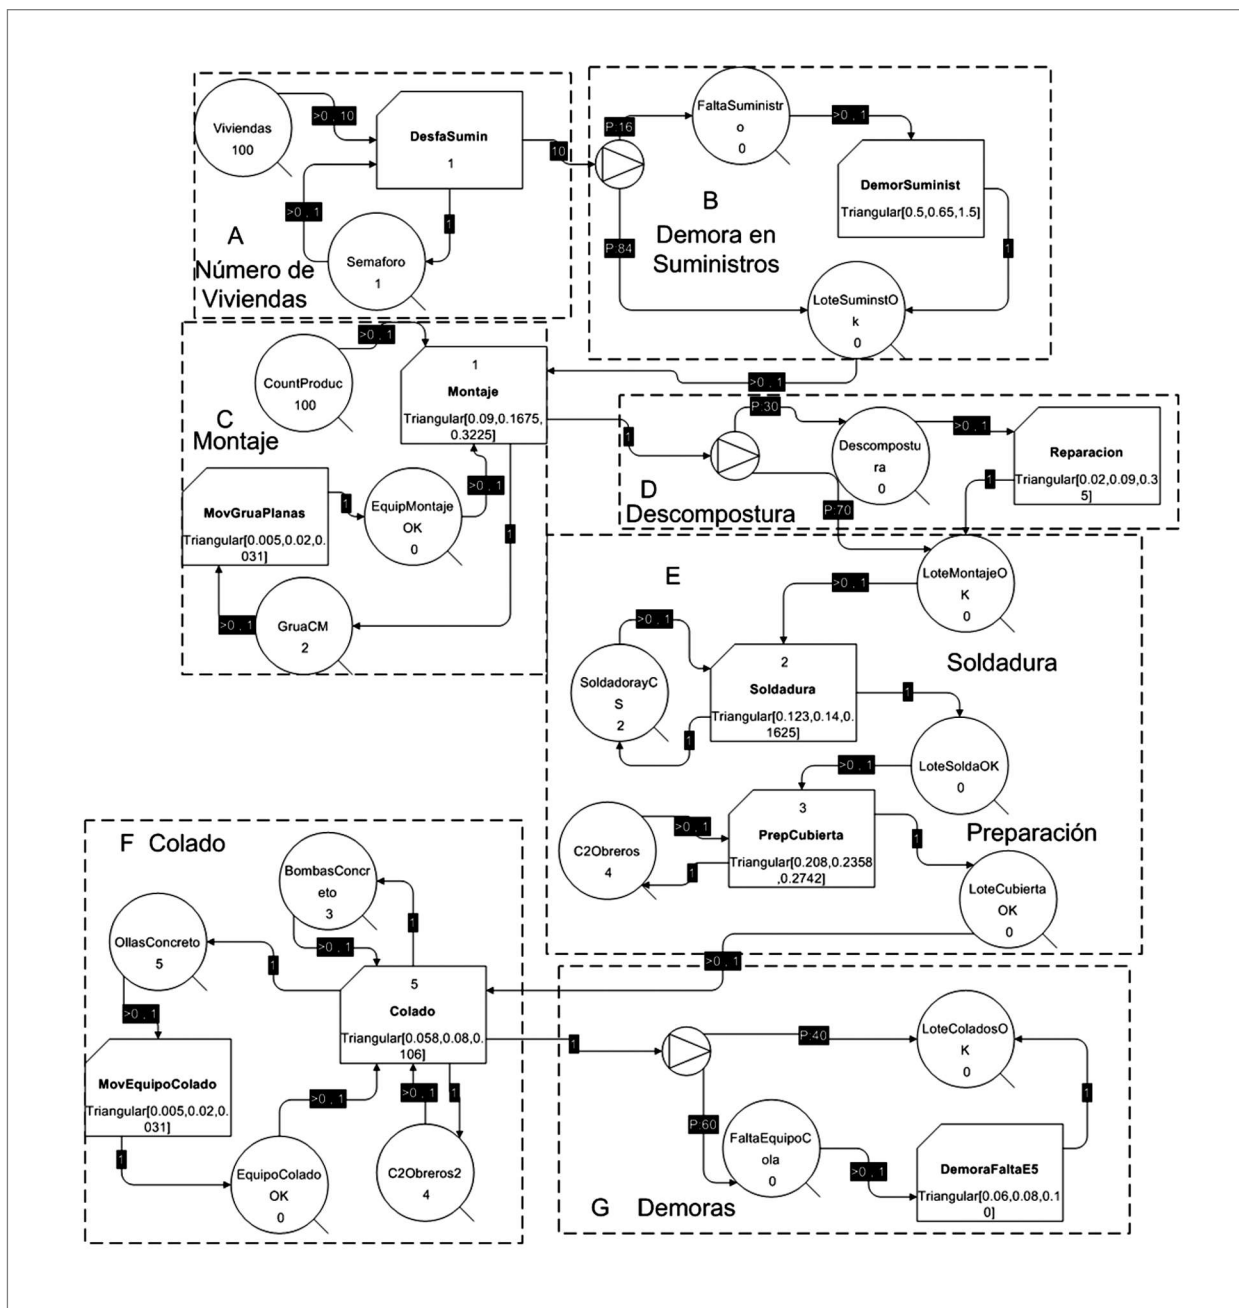 >0 , 10
Viviendas
100
DesfaSumin
1
10
>0 , 1
1
A
Número de
Viviendas
Semaforo
1
P:16
FaltaSuministr
o
0
>0 , 1
DemorSuminist
Triangular[0.5,0.65,1.5]
B
Demora en
Suministros
P:84
1
LoteSuminstO
k
0
>0 , 1
>0 , 1
CountProduc
100
1
Montaje
Triangular[0.09,0.1675,
0.3225]
C
Montaje
MovGruaPlanas
Triangular[0.005,0.02,0
.031]
1
EquipMontaje
OK
0
>0 , 1
1
>0 , 1
GruaCM
2
1
P:30
Descompostu
ra
0
>0 , 1
Reparacion
Triangular[0.02,0.09,0.3
5]
1
D
Descompostura
P:70
E
LoteMontajeO
K
0
>0 , 1
>0 , 1
Soldadura
SoldadorayC
S
2
2
Soldadura
Triangular[0.123,0.14,0.
1625]
1
1
LoteSoldaOK
0
>0 , 1
C2Obreros
4
>0 , 1
3
PrepCubierta
Triangular[0.208,0.2358
,0.2742]
1
1
Preparación
LoteCubierta
OK
0
>0 , 1
F Colado
BombasConcr
eto
3
OllasConcreto
5
>0 , 1
1
1
>0 , 1
5
Colado
Triangular[0.058,0.08,0.
106]
MovEquipoColado
Triangular[0.005,0.02,0.
031]
1
>0 , 1
>0 , 1
1
EquipoColado
OK
0
C2Obreros2
4
1
P:40
LoteColadosO
K
0
P:60
FaltaEquipoC
ola
0
>0 , 1
DemoraFaltaE5
Triangular[0.06,0.08,0.1
0]
1
G Demoras